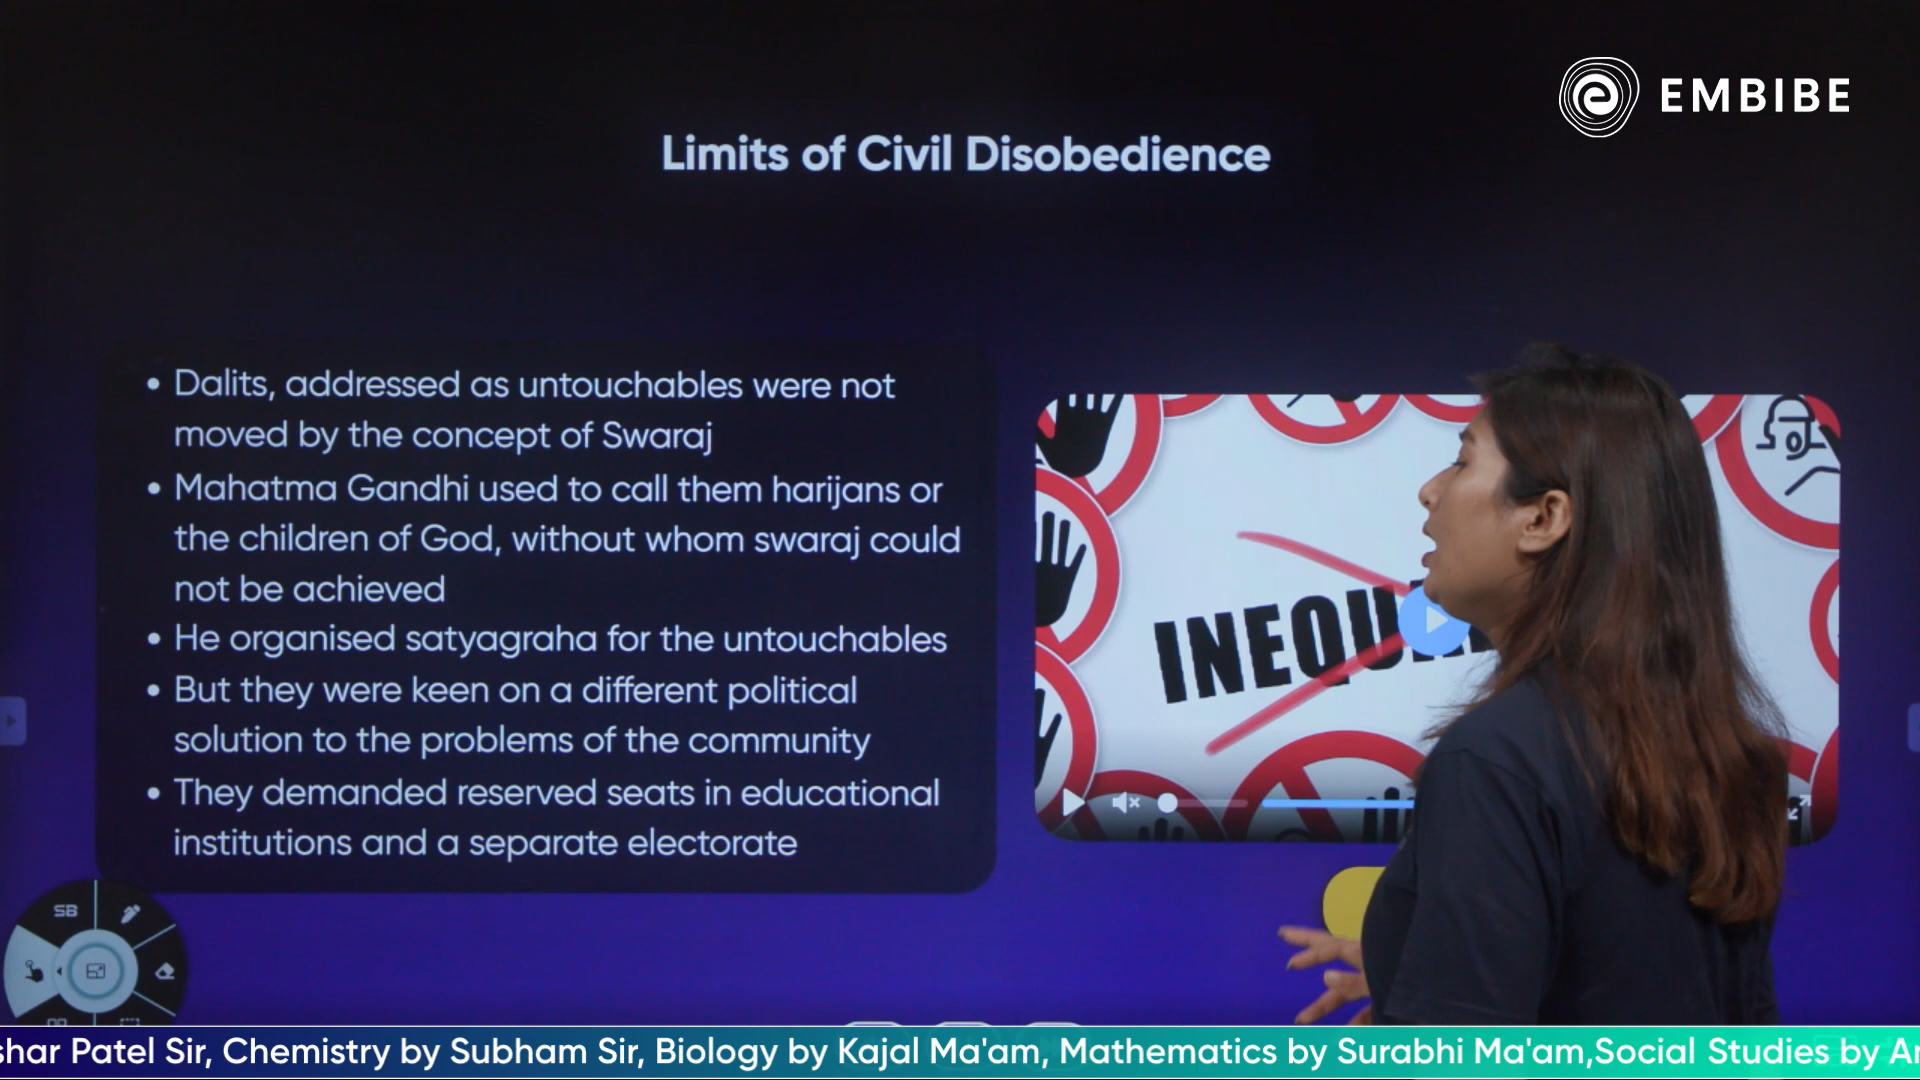 EMBIBE
Limits of Civil Disobedience
• Dalits, addressed as untouchables were not
moved by the concept of Swaraj
• Mahatma Gandhi used to call them harijans or
the children of God, without whom swaraj could
not be achieved
• He organised satyagraha for the untouchables
• But they were keen on a different political
solution to the problems of the community
• They demanded reserved seats in educational
institutions and a separate electorate
INEQU
SB
shar Patel Sir, Chemistry by Subham Sir, Biology by Kajal Ma'am, Mathematics by Surabhi Ma'am,Social Studies by